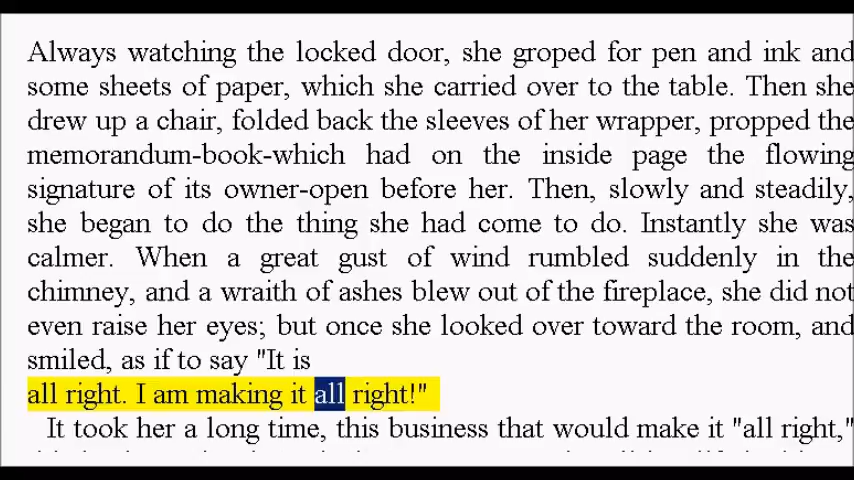 Always watching the locked door, she groped for pen and ink and
some sheets of paper, which she carried over to the table. Then she
drew up a chair, folded back the sleeves of her wrapper, propped the
memorandum-book-which had on the inside page the flowing
signature of its owner-open before her. Then, slowly and steadily,
she began to do the thing she had come to do. Instantly she was
calmer. When a great gust of wind rumbled suddenly in the
chimney, and a wraith of ashes blew out of the fireplace, she did not
even raise her eyes; but once she looked over toward the room, and
smiled, as if to say "It is
all right. I am making it all right!"
It took her a long time, this business that would make it "all right,"